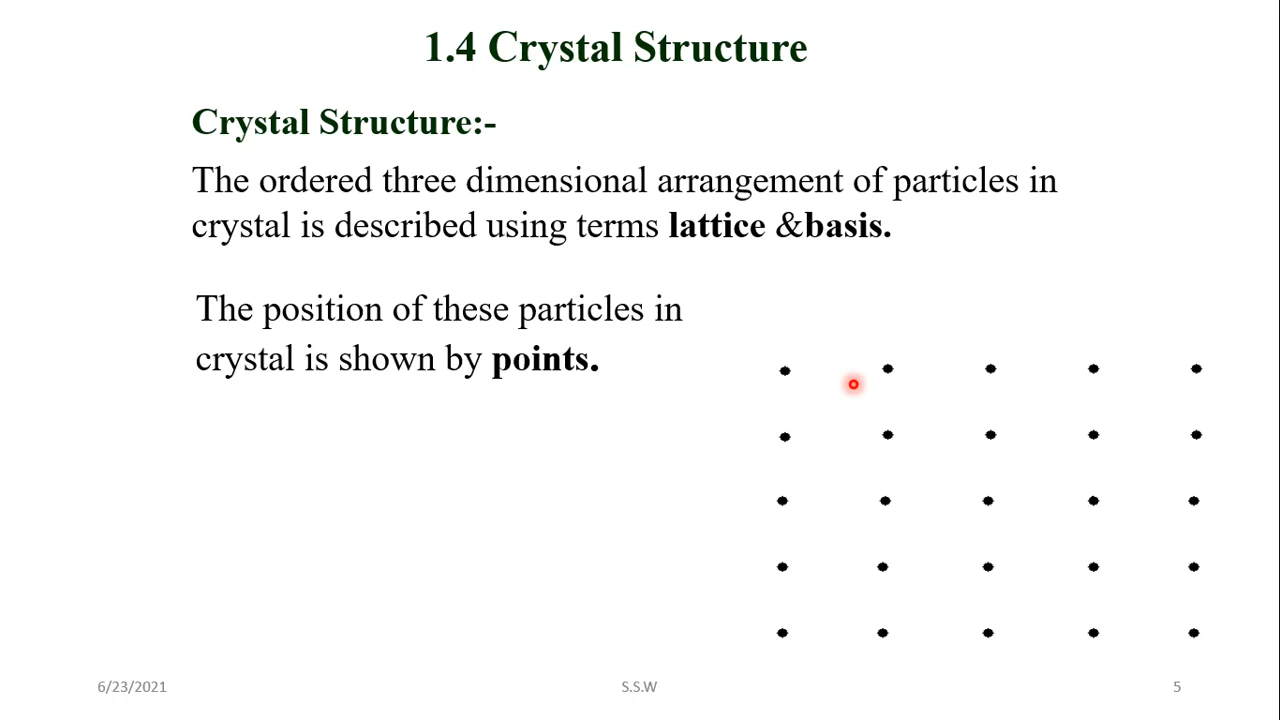 1.4 Crystal Structure
Crystal Structure:-
The ordered three dimensional arrangement of particles in
crystal is described using terms lattice &basis.
The position of these particles in
crystal is shown by points.
6/23/2021
S.S.W
5